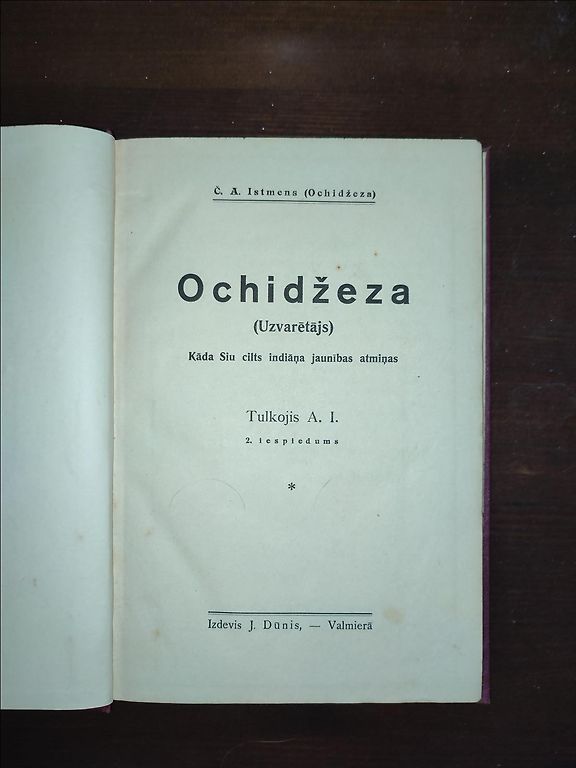 Č. A. Istmens (Ochidžeza)
Ochidžeza
(Uzvarētājs)
Kāda Siu cilts indiāņa jaunības atmiņas
Tulkojis A. I.
2. iespiedums
*
Izdevis J. Dūnis, — Valmierā